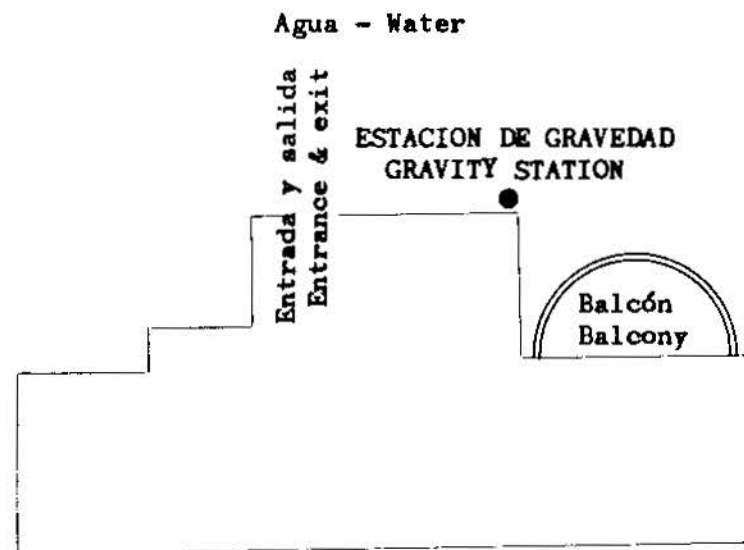 Agua - Water
Entrada y salida
Entrance & exit
ESTACION DE GRAVEDAD
GRAVITY STATION
Balcón
Balcony